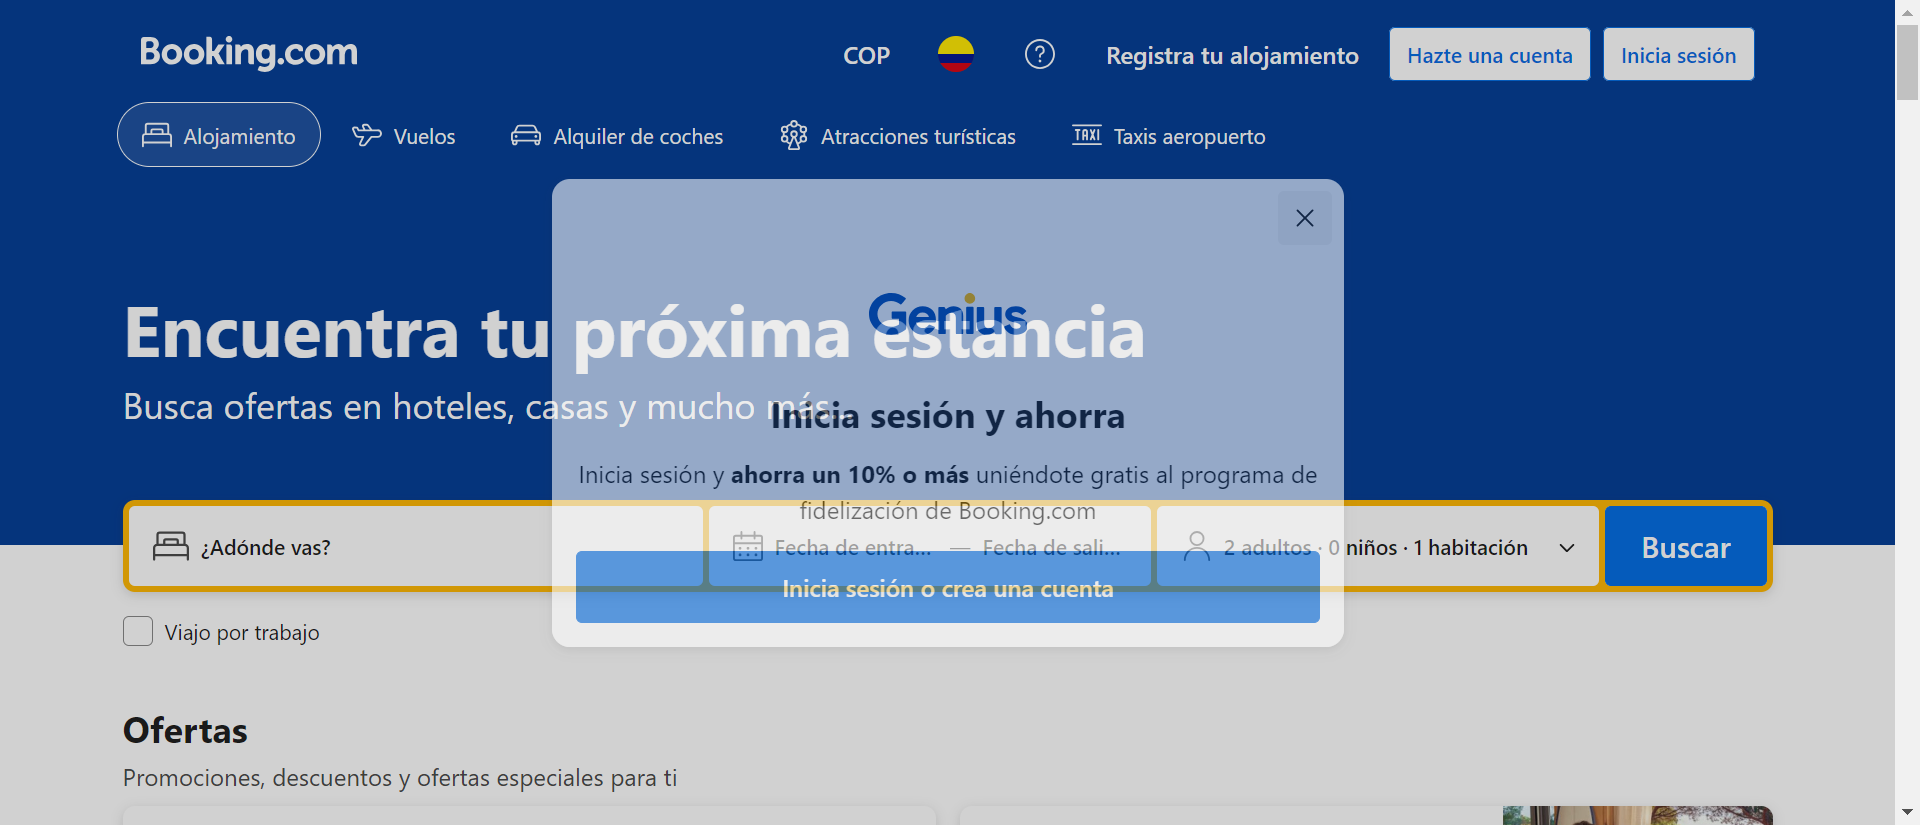 Booking.com
COP
Registra tu alojamiento
Hazte una cuenta
Inicia sesión
Alojamiento
Vuelos
Alquiler de coches
Atracciones turísticas
TAXI
Taxis aeropuerto
Encuentra tu próxima estancia
Busca ofertas en hoteles, casas y mucho más...
Genius
Inicia sesión y ahorra
Inicia sesión y ahorra un 10% o más uniéndote gratis al programa de
fidelización de Booking.com
Inicia sesión o crea una cuenta
¿Adónde vas?
Fecha de entra... — Fecha de sali...
2 adultos · 0 niños · 1 habitación
Buscar
Viajo por trabajo
Ofertas
Promociones, descuentos y ofertas especiales para ti